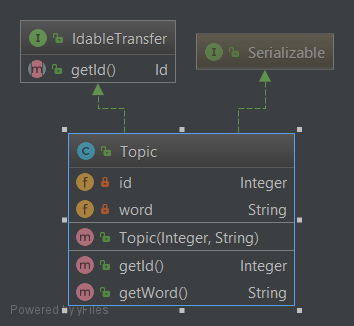 I IdableTransfer
m getId() Id
I Serializable
C Topic
f id Integer
f word String
m Topic(Integer, String)
m getId() Integer
m getWord() String
Powered by yFiles